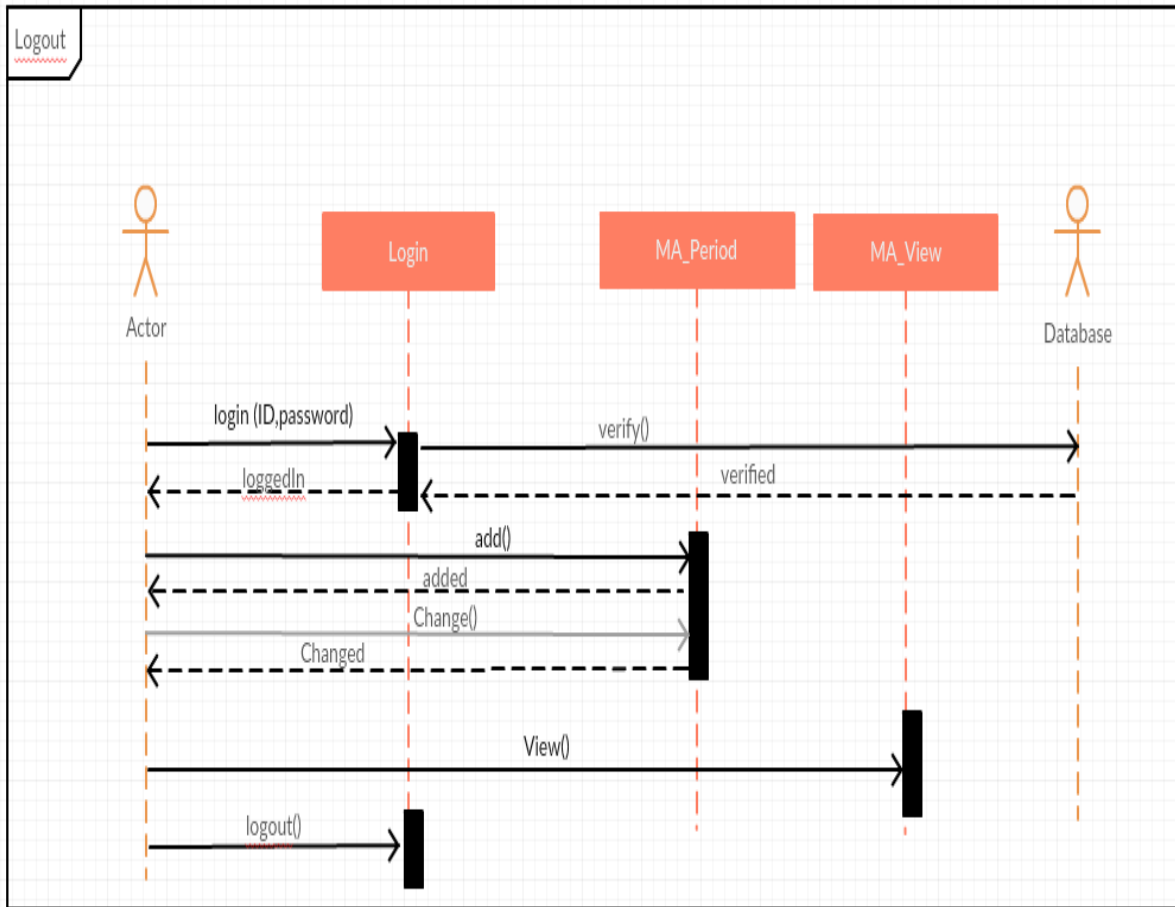 Logout
Login
MA_Period
MA_View
Actor
Database
login (ID,password)
verify()
loggedIn
verified
add()
added
Change()
Changed
View()
logout()